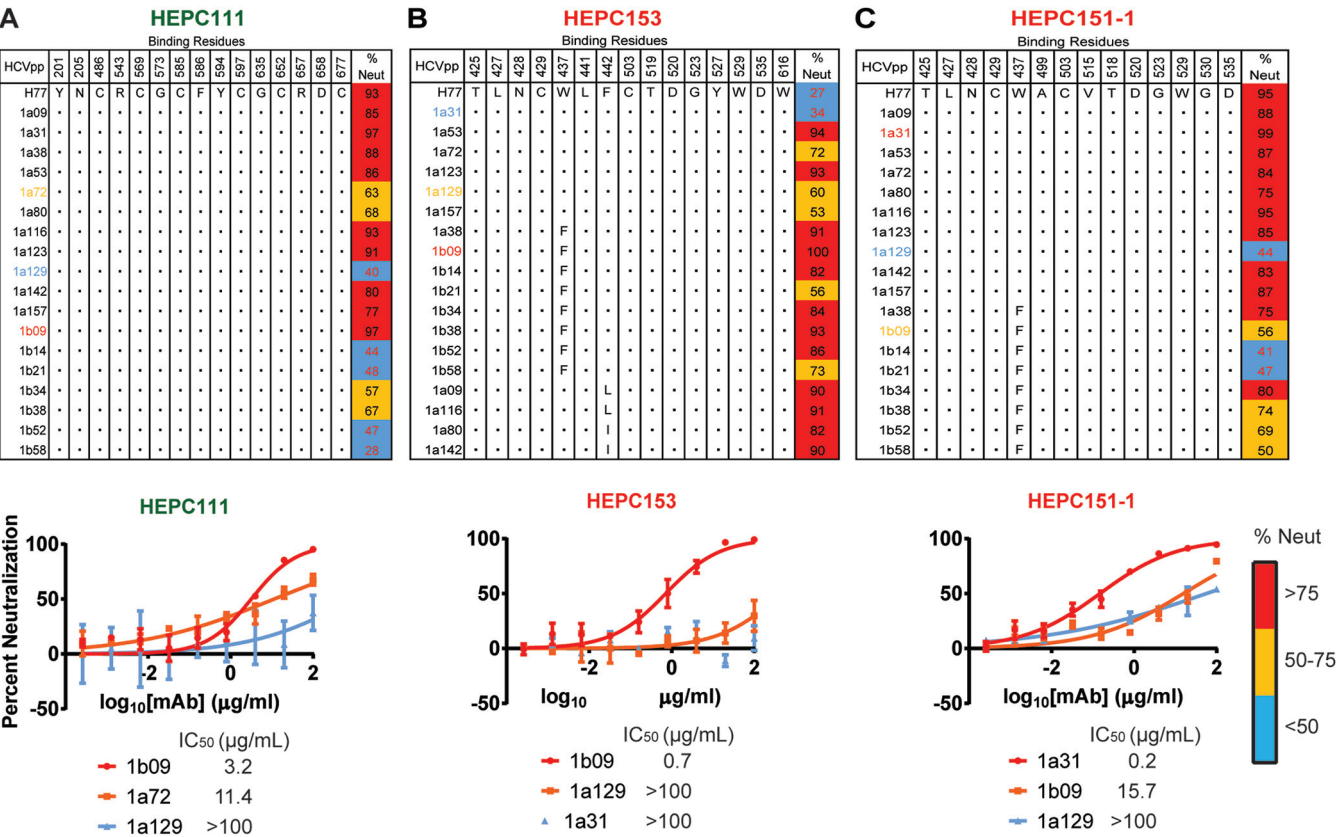 A
HEPC111
Binding Residues
HCVpp 201 205 486 543 569 573 585 586 594 597 635 652 657 658 677 % Neut
H77 Y N C R C G C F Y C G C R D C 93
1a09 · · · · · · · · · · · · · · · 85
1a31 · · · · · · · · · · · · · · · 97
1a38 · · · · · · · · · · · · · · · 88
1a53 · · · · · · · · · · · · · · · 86
1a72 · · · · · · · · · · · · · · · 63
1a80 · · · · · · · · · · · · · · · 68
1a116 · · · · · · · · · · · · · · · 93
1a123 · · · · · · · · · · · · · · · 91
1a129 · · · · · · · · · · · · · · · 40
1a142 · · · · · · · · · · · · · · · 80
1a157 · · · · · · · · · · · · · · · 77
1b09 · · · · · · · · · · · · · · · 97
1b14 · · · · · · · · · · · · · · · 44
1b21 · · · · · · · · · · · · · · · 48
1b34 · · · · · · · · · · · · · · · 57
1b38 · · · · · · · · · · · · · · · 67
1b52 · · · · · · · · · · · · · · · 47
1b58 · · · · · · · · · · · · · · · 28
B
HEPC153
Binding Residues
HCVpp 425 427 428 429 437 441 442 503 519 520 523 527 529 535 616 % Neut
H77 T L N C W L F C T D G Y W D W 27
1a31 · · · · · · · · · · · · · · · 34
1a53 · · · · · · · · · · · · · · · 94
1a72 · · · · · · · · · · · · · · · 72
1a123 · · · · · · · · · · · · · · · 93
1a129 · · · · · · · · · · · · · · · 60
1a157 · · · · · · · · · · · · · · · 53
1a38 · · · · F · · · · · · · · · · 91
1b09 · · · · F · · · · · · · · · · 100
1b14 · · · · F · · · · · · · · · · 82
1b21 · · · · F · · · · · · · · · · 56
1b34 · · · · F · · · · · · · · · · 84
1b38 · · · · F · · · · · · · · · · 93
1b52 · · · · F · · · · · · · · · · 86
1b58 · · · · F · · · · · · · · · · 73
1a09 · · · · · · L · · · · · · · · 90
1a116 · · · · · · L · · · · · · · · 91
1a80 · · · · · · I · · · · · · · · 82
1a142 · · · · · · I · · · · · · · · 90
C
HEPC151-1
Binding Residues
HCVpp 425 427 428 429 437 499 503 515 518 520 523 529 530 535 % Neut
H77 T L N C W A C V T D G W G D 95
1a09 · · · · · · · · · · · · · · 88
1a31 · · · · · · · · · · · · · · 99
1a53 · · · · · · · · · · · · · · 87
1a72 · · · · · · · · · · · · · · 84
1a80 · · · · · · · · · · · · · · 75
1a116 · · · · · · · · · · · · · · 95
1a123 · · · · · · · · · · · · · · 85
1a129 · · · · · · · · · · · · · · 44
1a142 · · · · · · · · · · · · · · 83
1a157 · · · · · · · · · · · · · · 87
1a38 · · · · F · · · · · · · · · 75
1b09 · · · · F · · · · · · · · · 56
1b14 · · · · F · · · · · · · · · 41
1b21 · · · · F · · · · · · · · · 47
1b34 · · · · F · · · · · · · · · 80
1b38 · · · · F · · · · · · · · · 74
1b52 · · · · F · · · · · · · · · 69
1b58 · · · · F · · · · · · · · · 50
HEPC111
Percent Neutralization
100
50
0
-50
-2 0 2
log₁₀[mAb] (μg/ml)
IC₅₀ (μg/mL)
1b09 3.2
1a72 11.4
1a129 >100
HEPC153
100
50
0
-50
-2 0 2
log₁₀ μg/ml
IC₅₀ (μg/mL)
1b09 0.7
1a129 >100
1a31 >100
HEPC151-1
100
50
0
-50
-2 0 2
log₁₀[mAb] (μg/ml)
IC₅₀ (μg/mL)
1a31 0.2
1b09 15.7
1a129 >100
% Neut
>75
50-75
<50